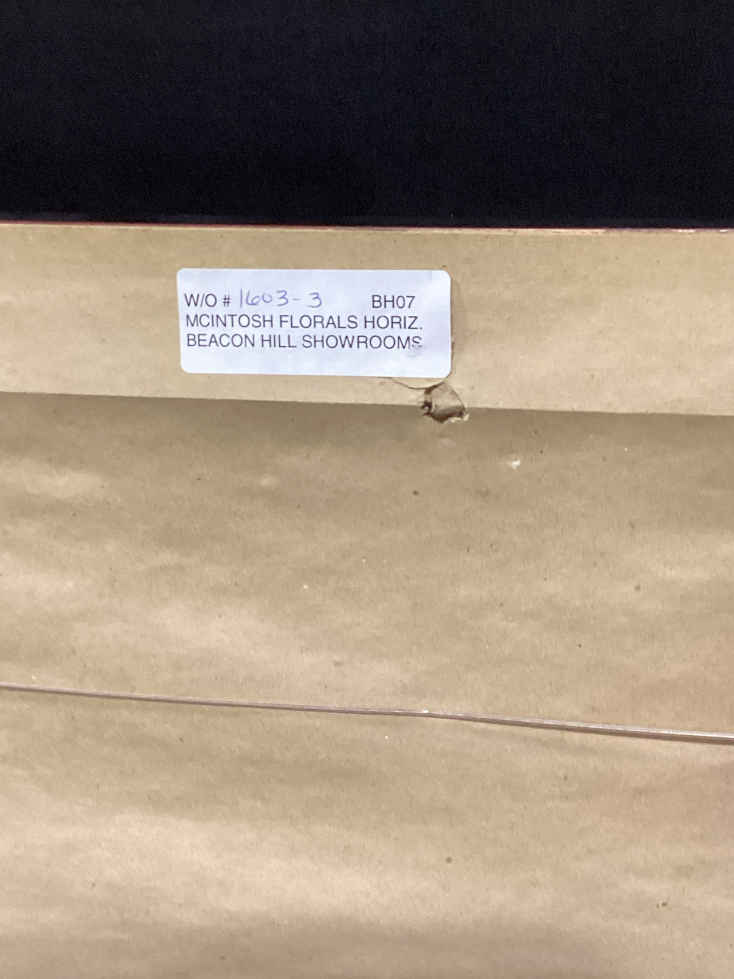 W/O # 1603-3 BH07
MCINTOSH FLORALS HORIZ.
BEACON HILL SHOWROOMS